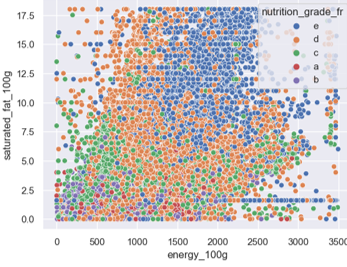 nutrition_grade_fr
e
d
c
a
b
saturated_fat_100g
17.5
15.0
12.5
10.0
7.5
5.0
2.5
0.0
0
500
1000
1500
2000
2500
3000
3500
energy_100g